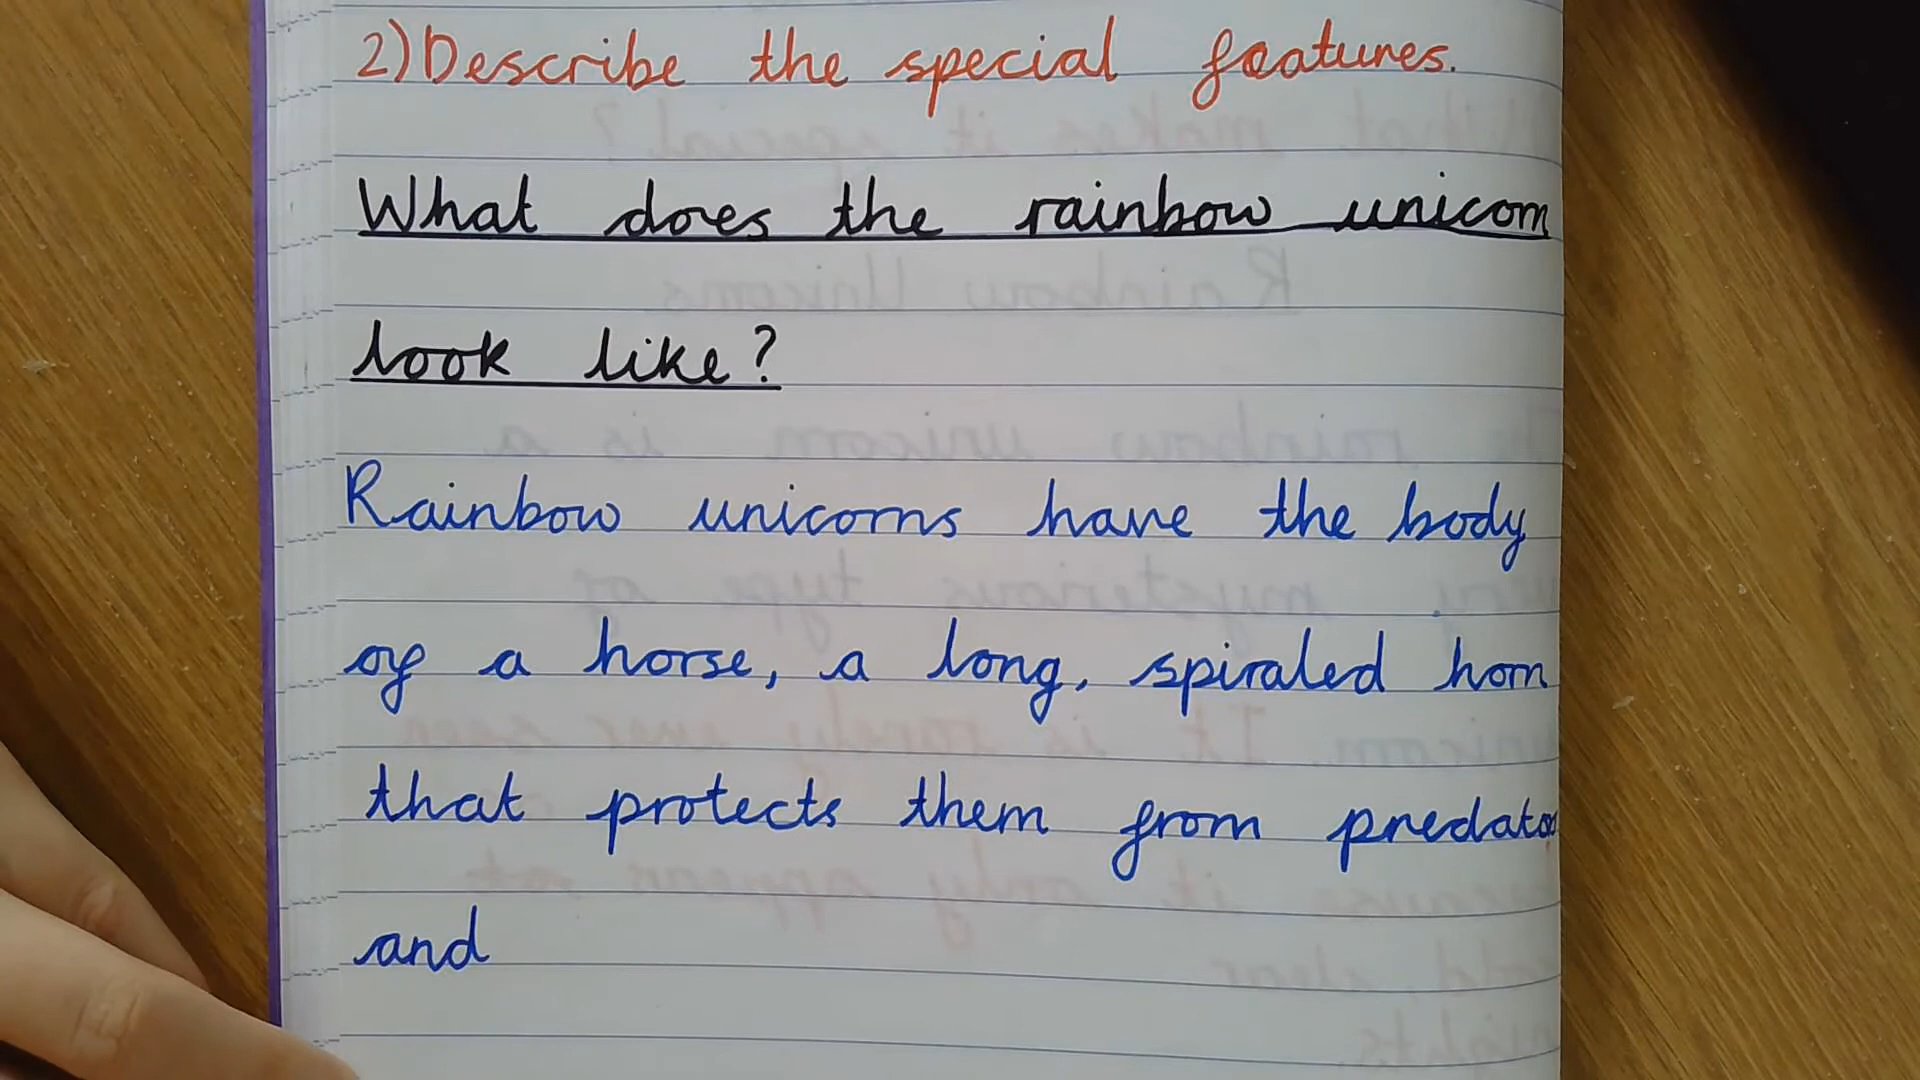 2) Describe the special features.
What does the rainbow unicorn
look like?
Rainbow unicorns have the body
of a horse, a long, spiraled horn
that protects them from predators
and